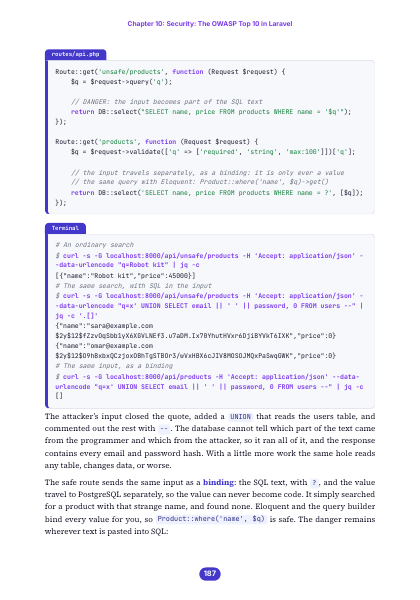 Chapter 10: Security: The OWASP Top 10 in Laravel
routes/api.php
Route::get('unsafe/products', function (Request $request) {
$q = $request->query('q');
// DANGER: the input becomes part of the SQL text
return DB::select("SELECT name, price FROM products WHERE name = '$q'");
});
Route::get('products', function (Request $request) {
$q = $request->validate(['q' => ['required', 'string', 'max:100']])['q'];
// the input travels separately, as a binding: it is only ever a value
// the same query with Eloquent: Product::where('name', $q)->get()
return DB::select('SELECT name, price FROM products WHERE name = ?', [$q]);
});
Terminal
# An ordinary search
$ curl -s -G localhost:8000/api/unsafe/products -H 'Accept: application/json' -
-data-urlencode "q=Robot kit" | jq -c
[{"name":"Robot kit","price":45000}]
# The same search, with SQL in the input
$ curl -s -G localhost:8000/api/unsafe/products -H 'Accept: application/json' -
-data-urlencode "q=x' UNION SELECT email || ' ' || password, 0 FROM users --" |
jq -c '.[]'
{"name":"sara@example.com
{"name":"omar@example.com
# The same input, as a binding
$ curl -s -G localhost:8000/api/products -H 'Accept: application/json' --data-
urlencode "q=x' UNION SELECT email || ' ' || password, 0 FROM users --" | jq -c
[]
The attacker's input closed the quote, added a UNION that reads the users table, and
commented out the rest with --. The database cannot tell which part of the text came
from the programmer and which from the attacker, so it ran all of it, and the response
contains every email and password hash. With a little more work the same hole reads
any table, changes data, or worse.
The safe route sends the same input as a binding: the SQL text, with ?, and the value
travel to PostgreSQL separately, so the value can never become code. It simply searched
for a product with that strange name, and found none. Eloquent and the query builder
bind every value for you, so Product::where('name', $q) is safe. The danger remains
wherever text is pasted into SQL:
187